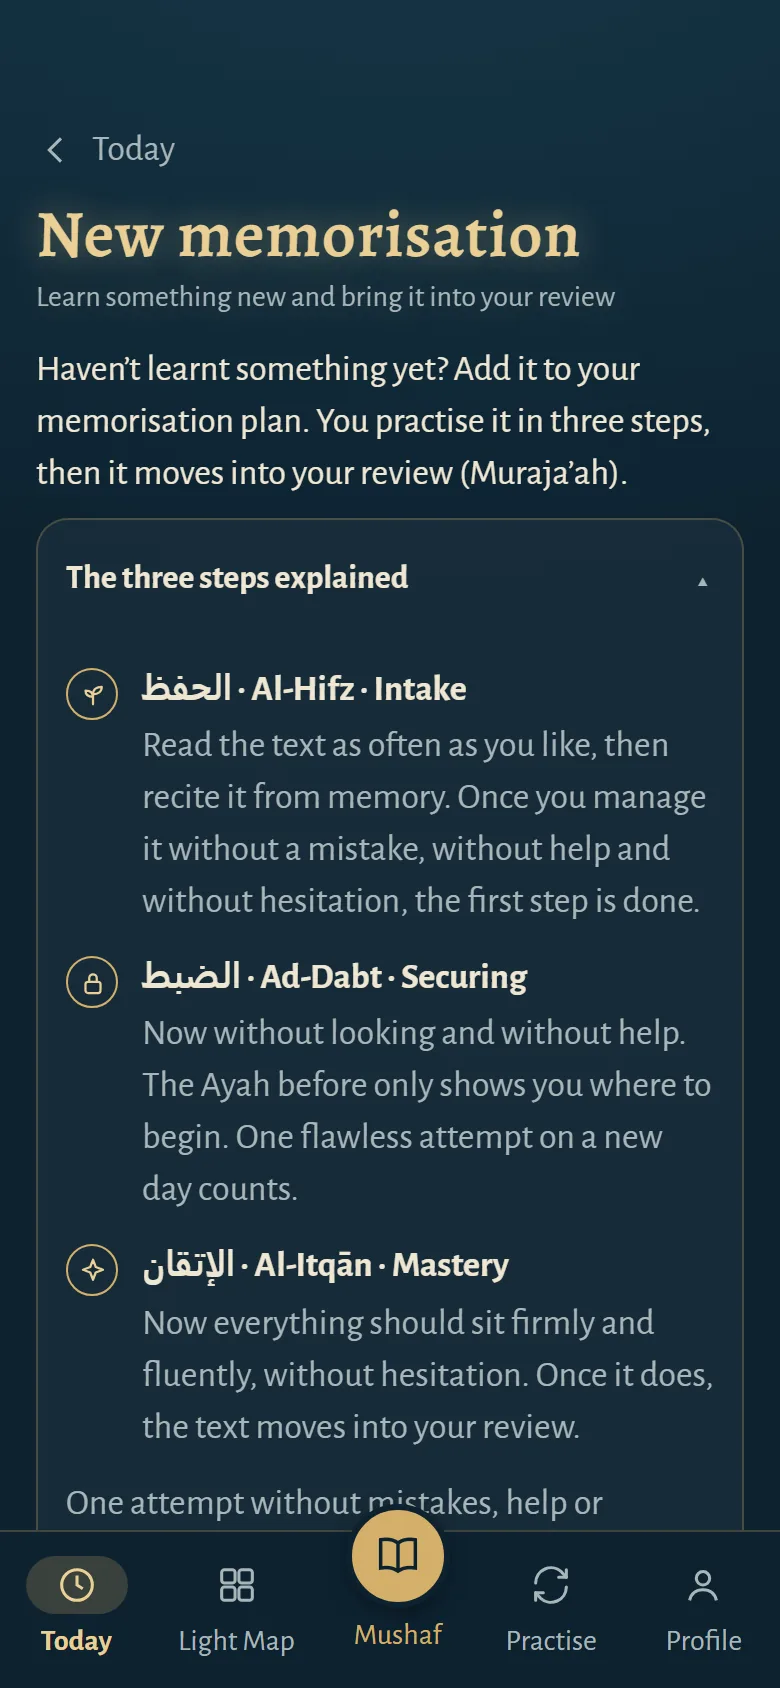 Today
New memorisation
Learn something new and bring it into your review
Haven’t learnt something yet? Add it to your
memorisation plan. You practise it in three steps,
then it moves into your review (Muraja’ah).
The three steps explained
الحفظ · Al-Hifz · Intake
Read the text as often as you like, then
recite it from memory. Once you manage
it without a mistake, without help and
without hesitation, the first step is done.
الضبط · Ad-Dabt · Securing
Now without looking and without help.
The Ayah before only shows you where to
begin. One flawless attempt on a new
day counts.
الإتقان · Al-Itqān · Mastery
Now everything should sit firmly and
fluently, without hesitation. Once it does,
the text moves into your review.
One attempt without mistakes, help or
Today
Light Map
Mushaf
Practise
Profile